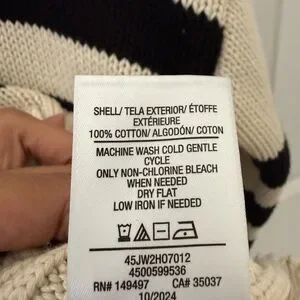 SHELL/ TELA EXTERIOR/ ÉTOFFE
EXTÉRIEURE
100% COTTON/ ALGODÓN/ COTON
MACHINE WASH COLD GENTLE
CYCLE
ONLY NON-CHLORINE BLEACH
WHEN NEEDED
DRY FLAT
LOW IRON IF NEEDED
45JW2H07012
4500599536
RN# 149497 CA# 35037
10/2024